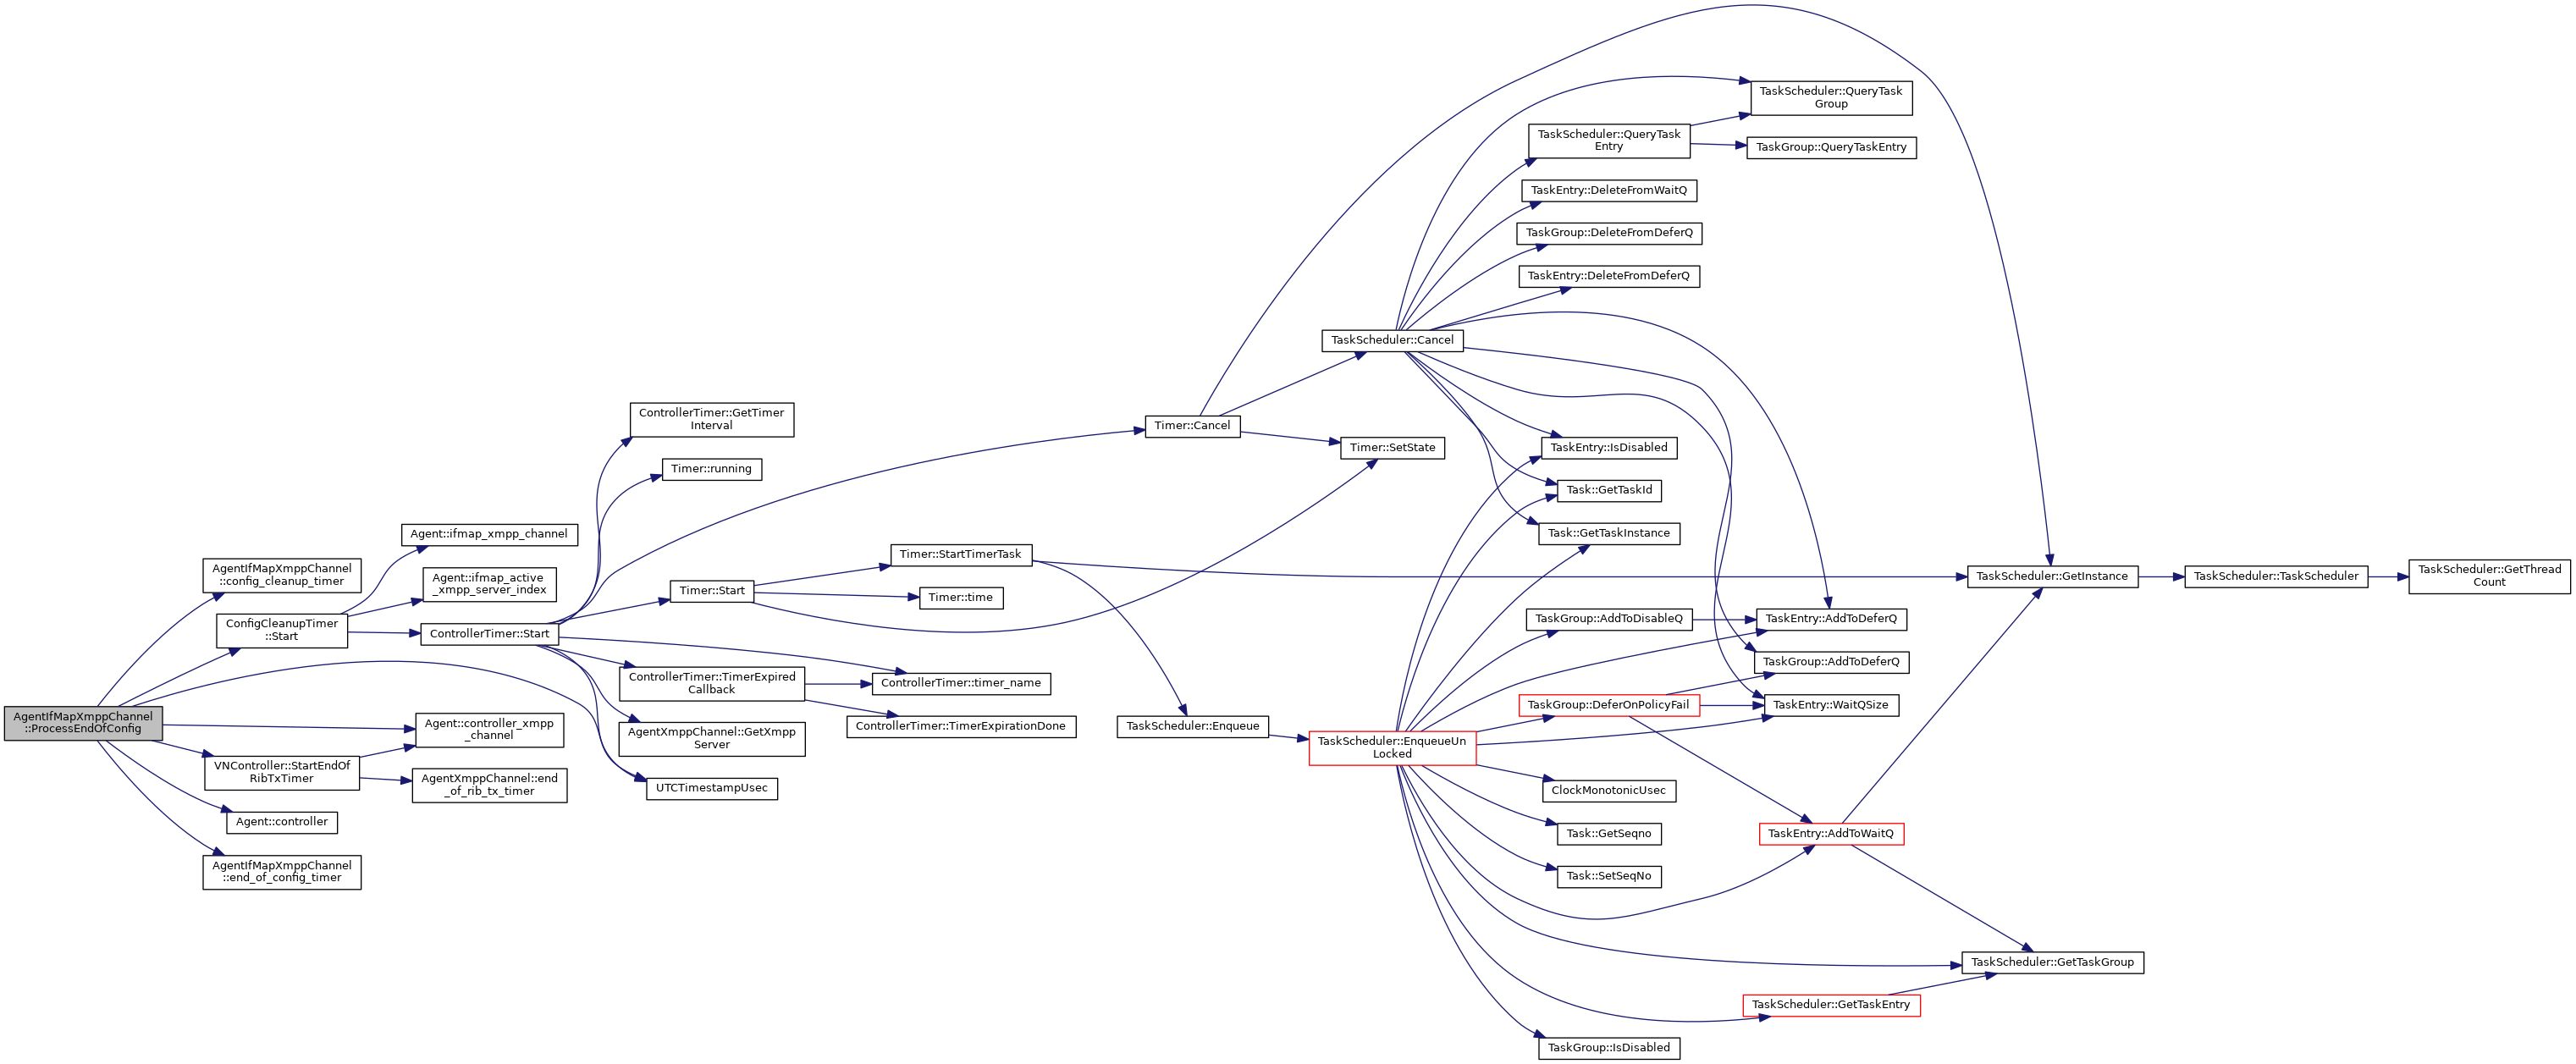 AgentIfMapXmppChannel
::ProcessEndOfConfig
AgentIfMapXmppChannel
::config_cleanup_timer
ConfigCleanupTimer
::Start
VNController::StartEndOf
RibTxTimer
Agent::controller
AgentIfMapXmppChannel
::end_of_config_timer
Agent::ifmap_xmpp_channel
Agent::ifmap_active
_xmpp_server_index
ControllerTimer::Start
Agent::controller_xmpp
_channel
AgentXmppChannel::end
_of_rib_tx_timer
ControllerTimer::GetTimer
Interval
Timer::running
Timer::Start
ControllerTimer::TimerExpired
Callback
AgentXmppChannel::GetXmpp
Server
UTCTimestampUsec
Timer::StartTimerTask
Timer::time
ControllerTimer::timer_name
ControllerTimer::TimerExpirationDone
Timer::Cancel
TaskScheduler::Enqueue
TaskScheduler::Cancel
Timer::SetState
TaskScheduler::EnqueueUn
Locked
TaskScheduler::QueryTask
Entry
TaskEntry::DeleteFromWaitQ
TaskGroup::DeleteFromDeferQ
TaskEntry::DeleteFromDeferQ
TaskEntry::IsDisabled
Task::GetTaskId
Task::GetTaskInstance
TaskGroup::AddToDisableQ
TaskGroup::DeferOnPolicyFail
ClockMonotonicUsec
Task::GetSeqno
Task::SetSeqNo
TaskGroup::IsDisabled
TaskScheduler::QueryTask
Group
TaskGroup::QueryTaskEntry
TaskEntry::AddToDeferQ
TaskGroup::AddToDeferQ
TaskEntry::WaitQSize
TaskEntry::AddToWaitQ
TaskScheduler::GetTaskEntry
TaskScheduler::GetInstance
TaskScheduler::GetTaskGroup
TaskScheduler::TaskScheduler
TaskScheduler::GetThread
Count